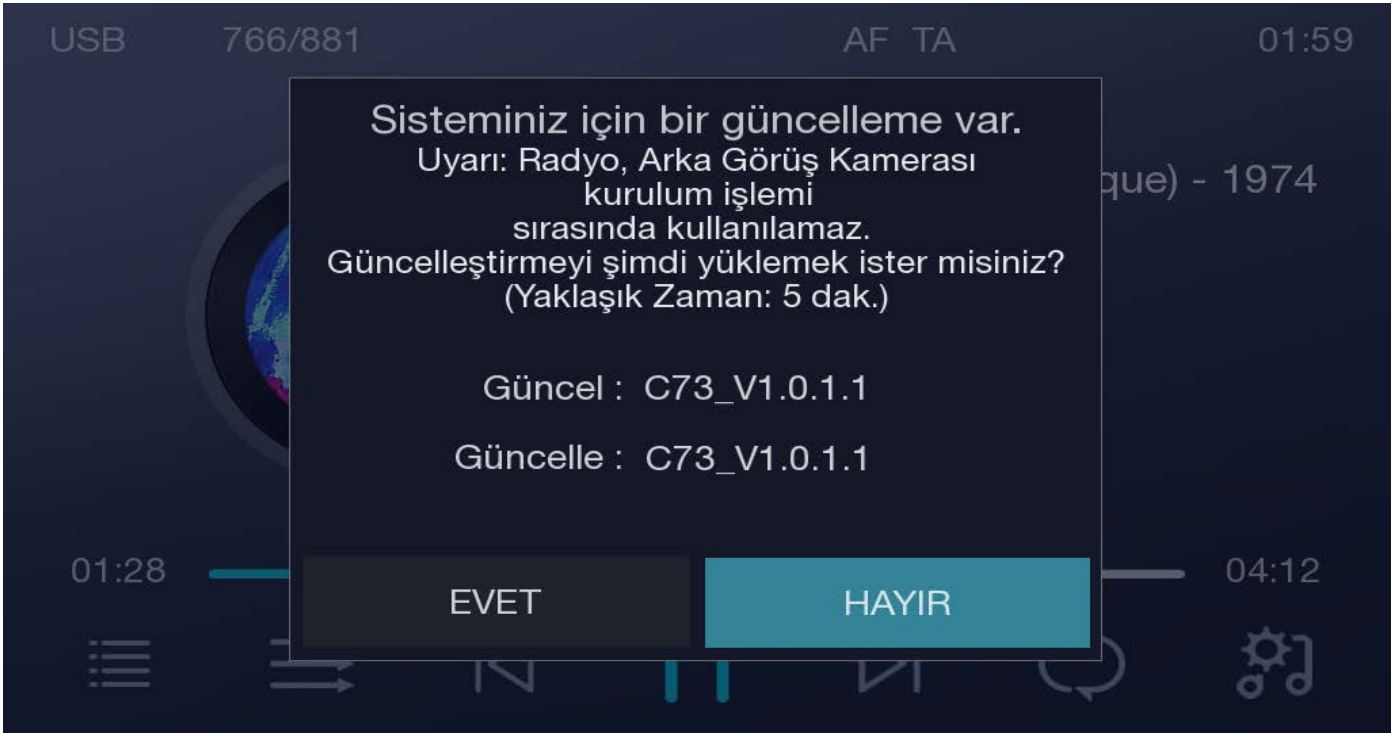 USB 766/881 AF TA 01:59
Sisteminiz için bir güncelleme var.
Uyarı: Radyo, Arka Görüş Kamerası
kurulum işlemi
sırasında kullanılamaz.
Güncelleştirmeyi şimdi yüklemek ister misiniz?
(Yaklaşık Zaman: 5 dak.)
que) - 1974
Güncel : C73_V1.0.1.1
Güncelle : C73_V1.0.1.1
01:28 04:12
EVET HAYIR